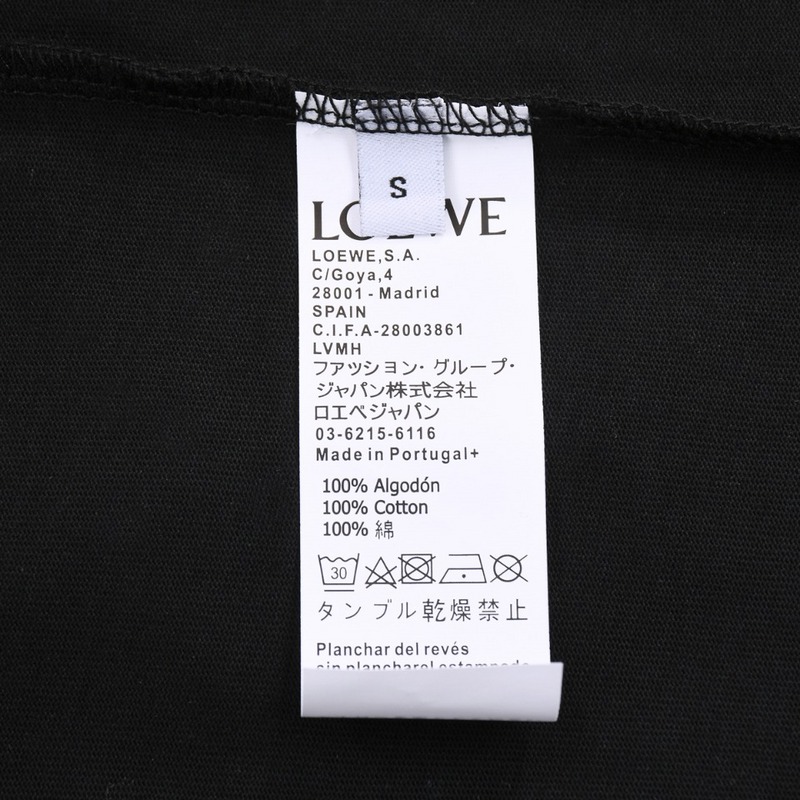 S
LOEWE
LOEWE,S.A.
C/Goya,4
28001 - Madrid
SPAIN
C.I.F.A-28003861
LVMH
ファッション・グループ・
ジャパン株式会社
ロエベジャパン
03-6215-6116
Made in Portugal+
100% Algodón
100% Cotton
100% 綿
30
タンブル乾燥禁止
Planchar del revés
sin plancharel estampado